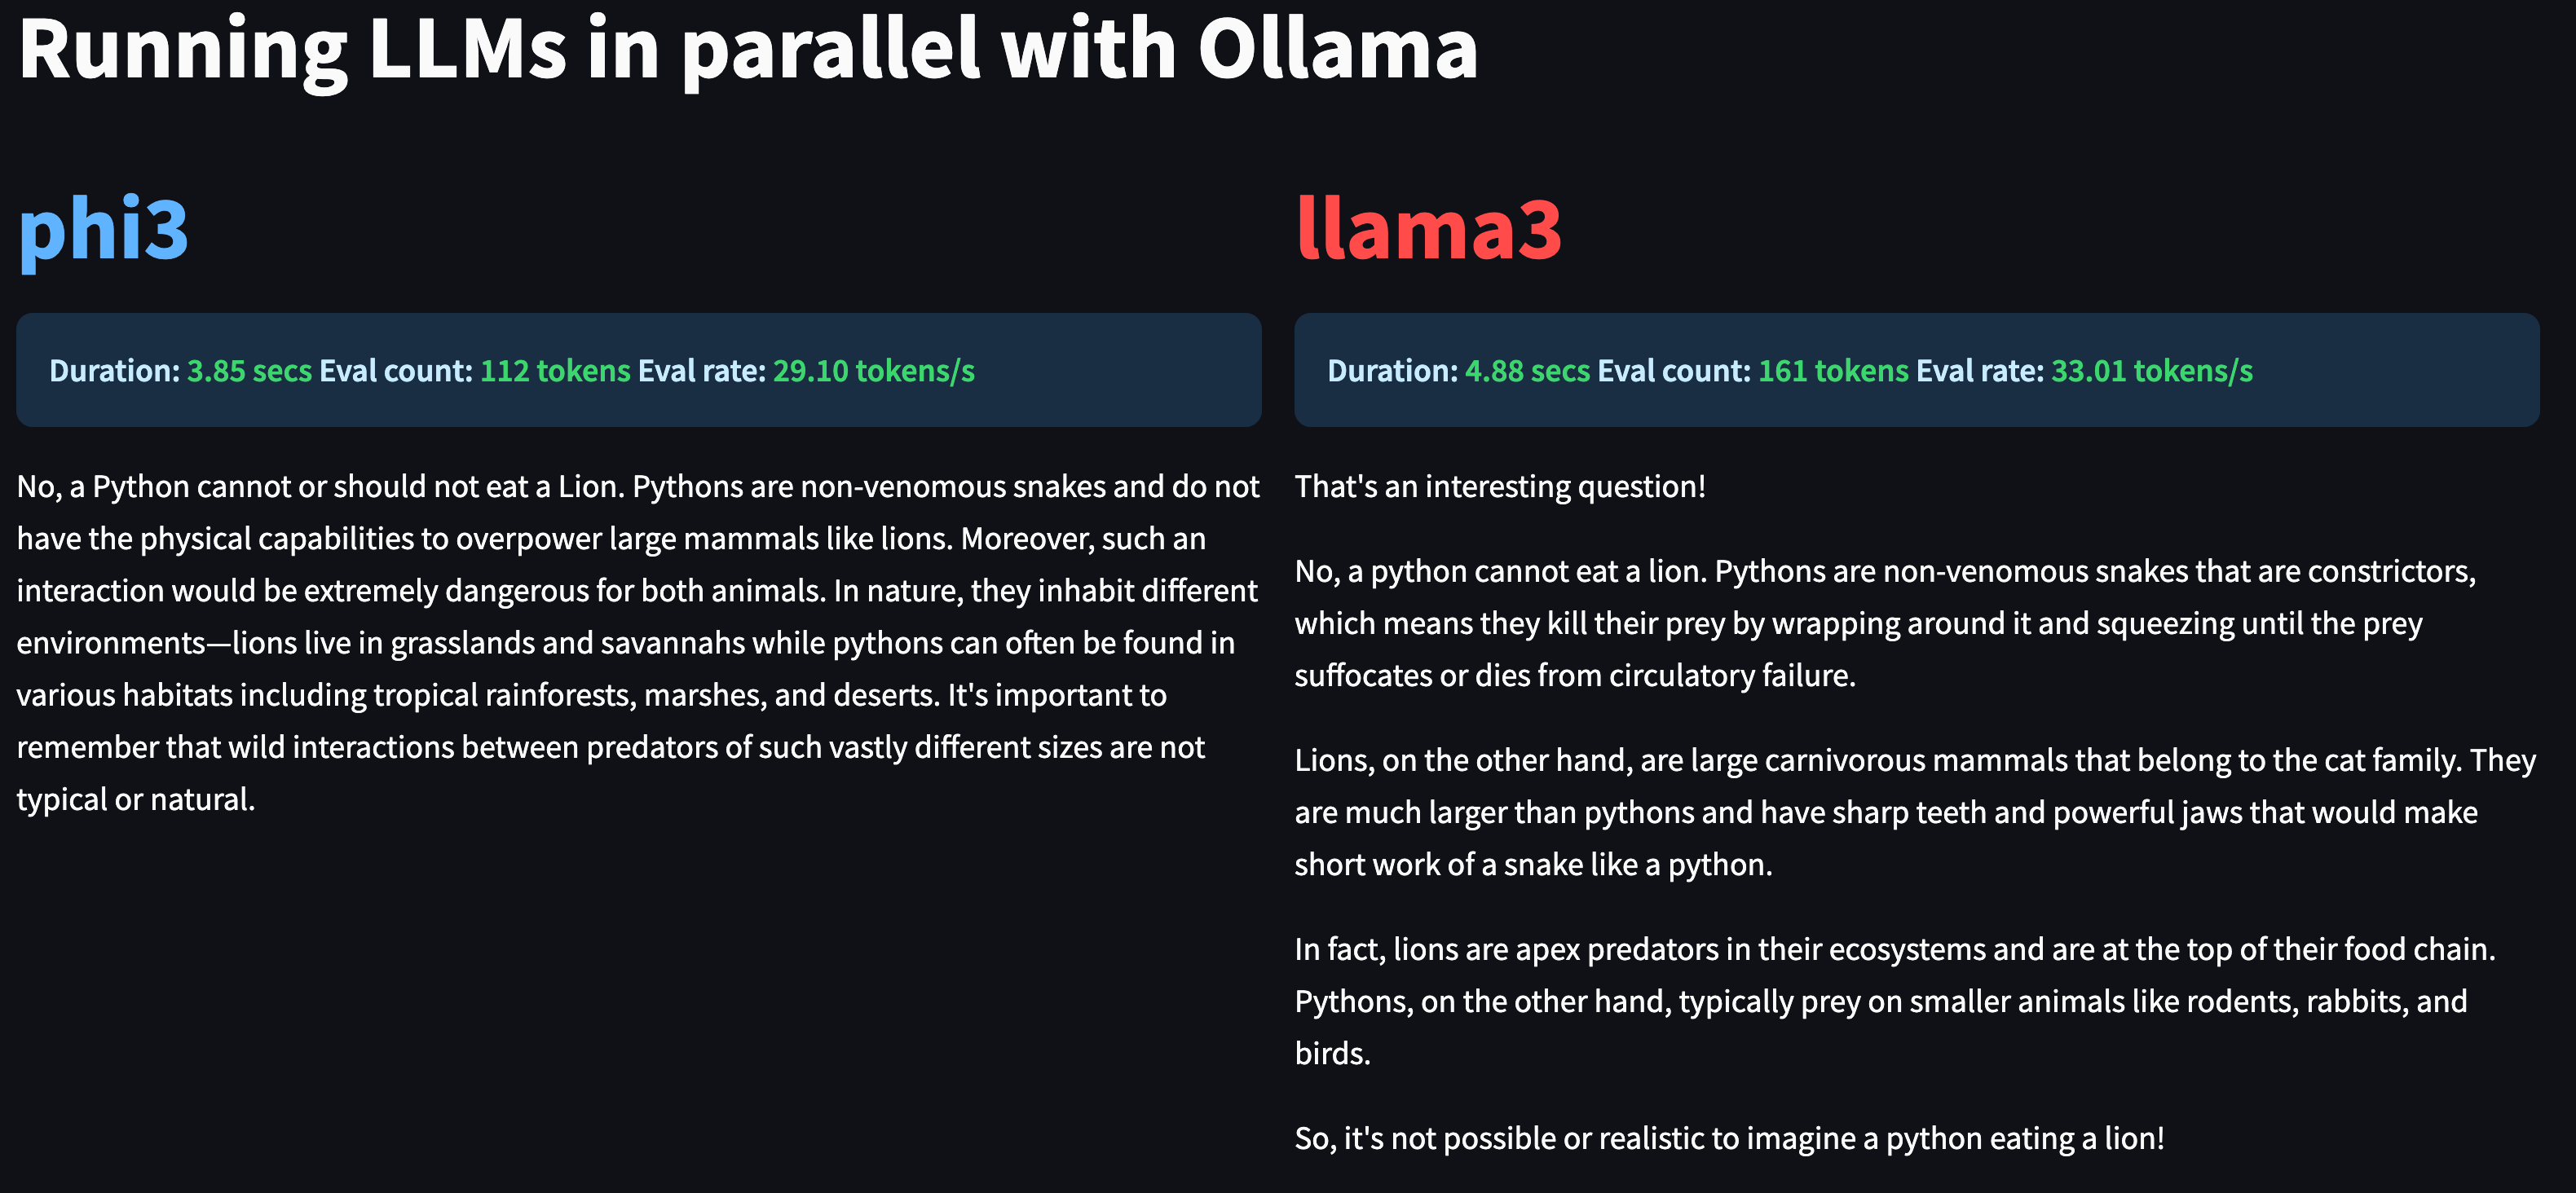 Running LLMs in parallel with Ollama
phi3
Duration: 3.85 secs Eval count: 112 tokens Eval rate: 29.10 tokens/s
No, a Python cannot or should not eat a Lion. Pythons are non-venomous snakes and do not
have the physical capabilities to overpower large mammals like lions. Moreover, such an
interaction would be extremely dangerous for both animals. In nature, they inhabit different
environments—lions live in grasslands and savannahs while pythons can often be found in
various habitats including tropical rainforests, marshes, and deserts. It's important to
remember that wild interactions between predators of such vastly different sizes are not
typical or natural.
llama3
Duration: 4.88 secs Eval count: 161 tokens Eval rate: 33.01 tokens/s
That's an interesting question!
No, a python cannot eat a lion. Pythons are non-venomous snakes that are constrictors,
which means they kill their prey by wrapping around it and squeezing until the prey
suffocates or dies from circulatory failure.
Lions, on the other hand, are large carnivorous mammals that belong to the cat family. They
are much larger than pythons and have sharp teeth and powerful jaws that would make
short work of a snake like a python.
In fact, lions are apex predators in their ecosystems and are at the top of their food chain.
Pythons, on the other hand, typically prey on smaller animals like rodents, rabbits, and
birds.
So, it's not possible or realistic to imagine a python eating a lion!